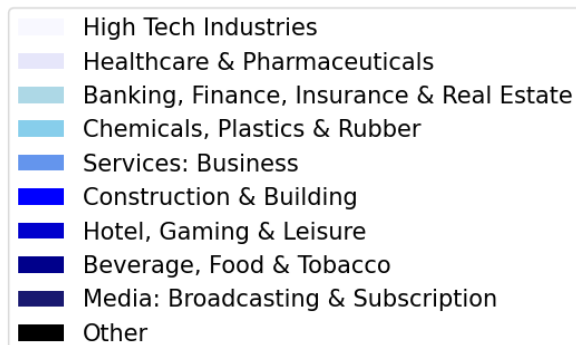 High Tech Industries
Healthcare & Pharmaceuticals
Banking, Finance, Insurance & Real Estate
Chemicals, Plastics & Rubber
Services: Business
Construction & Building
Hotel, Gaming & Leisure
Beverage, Food & Tobacco
Media: Broadcasting & Subscription
Other